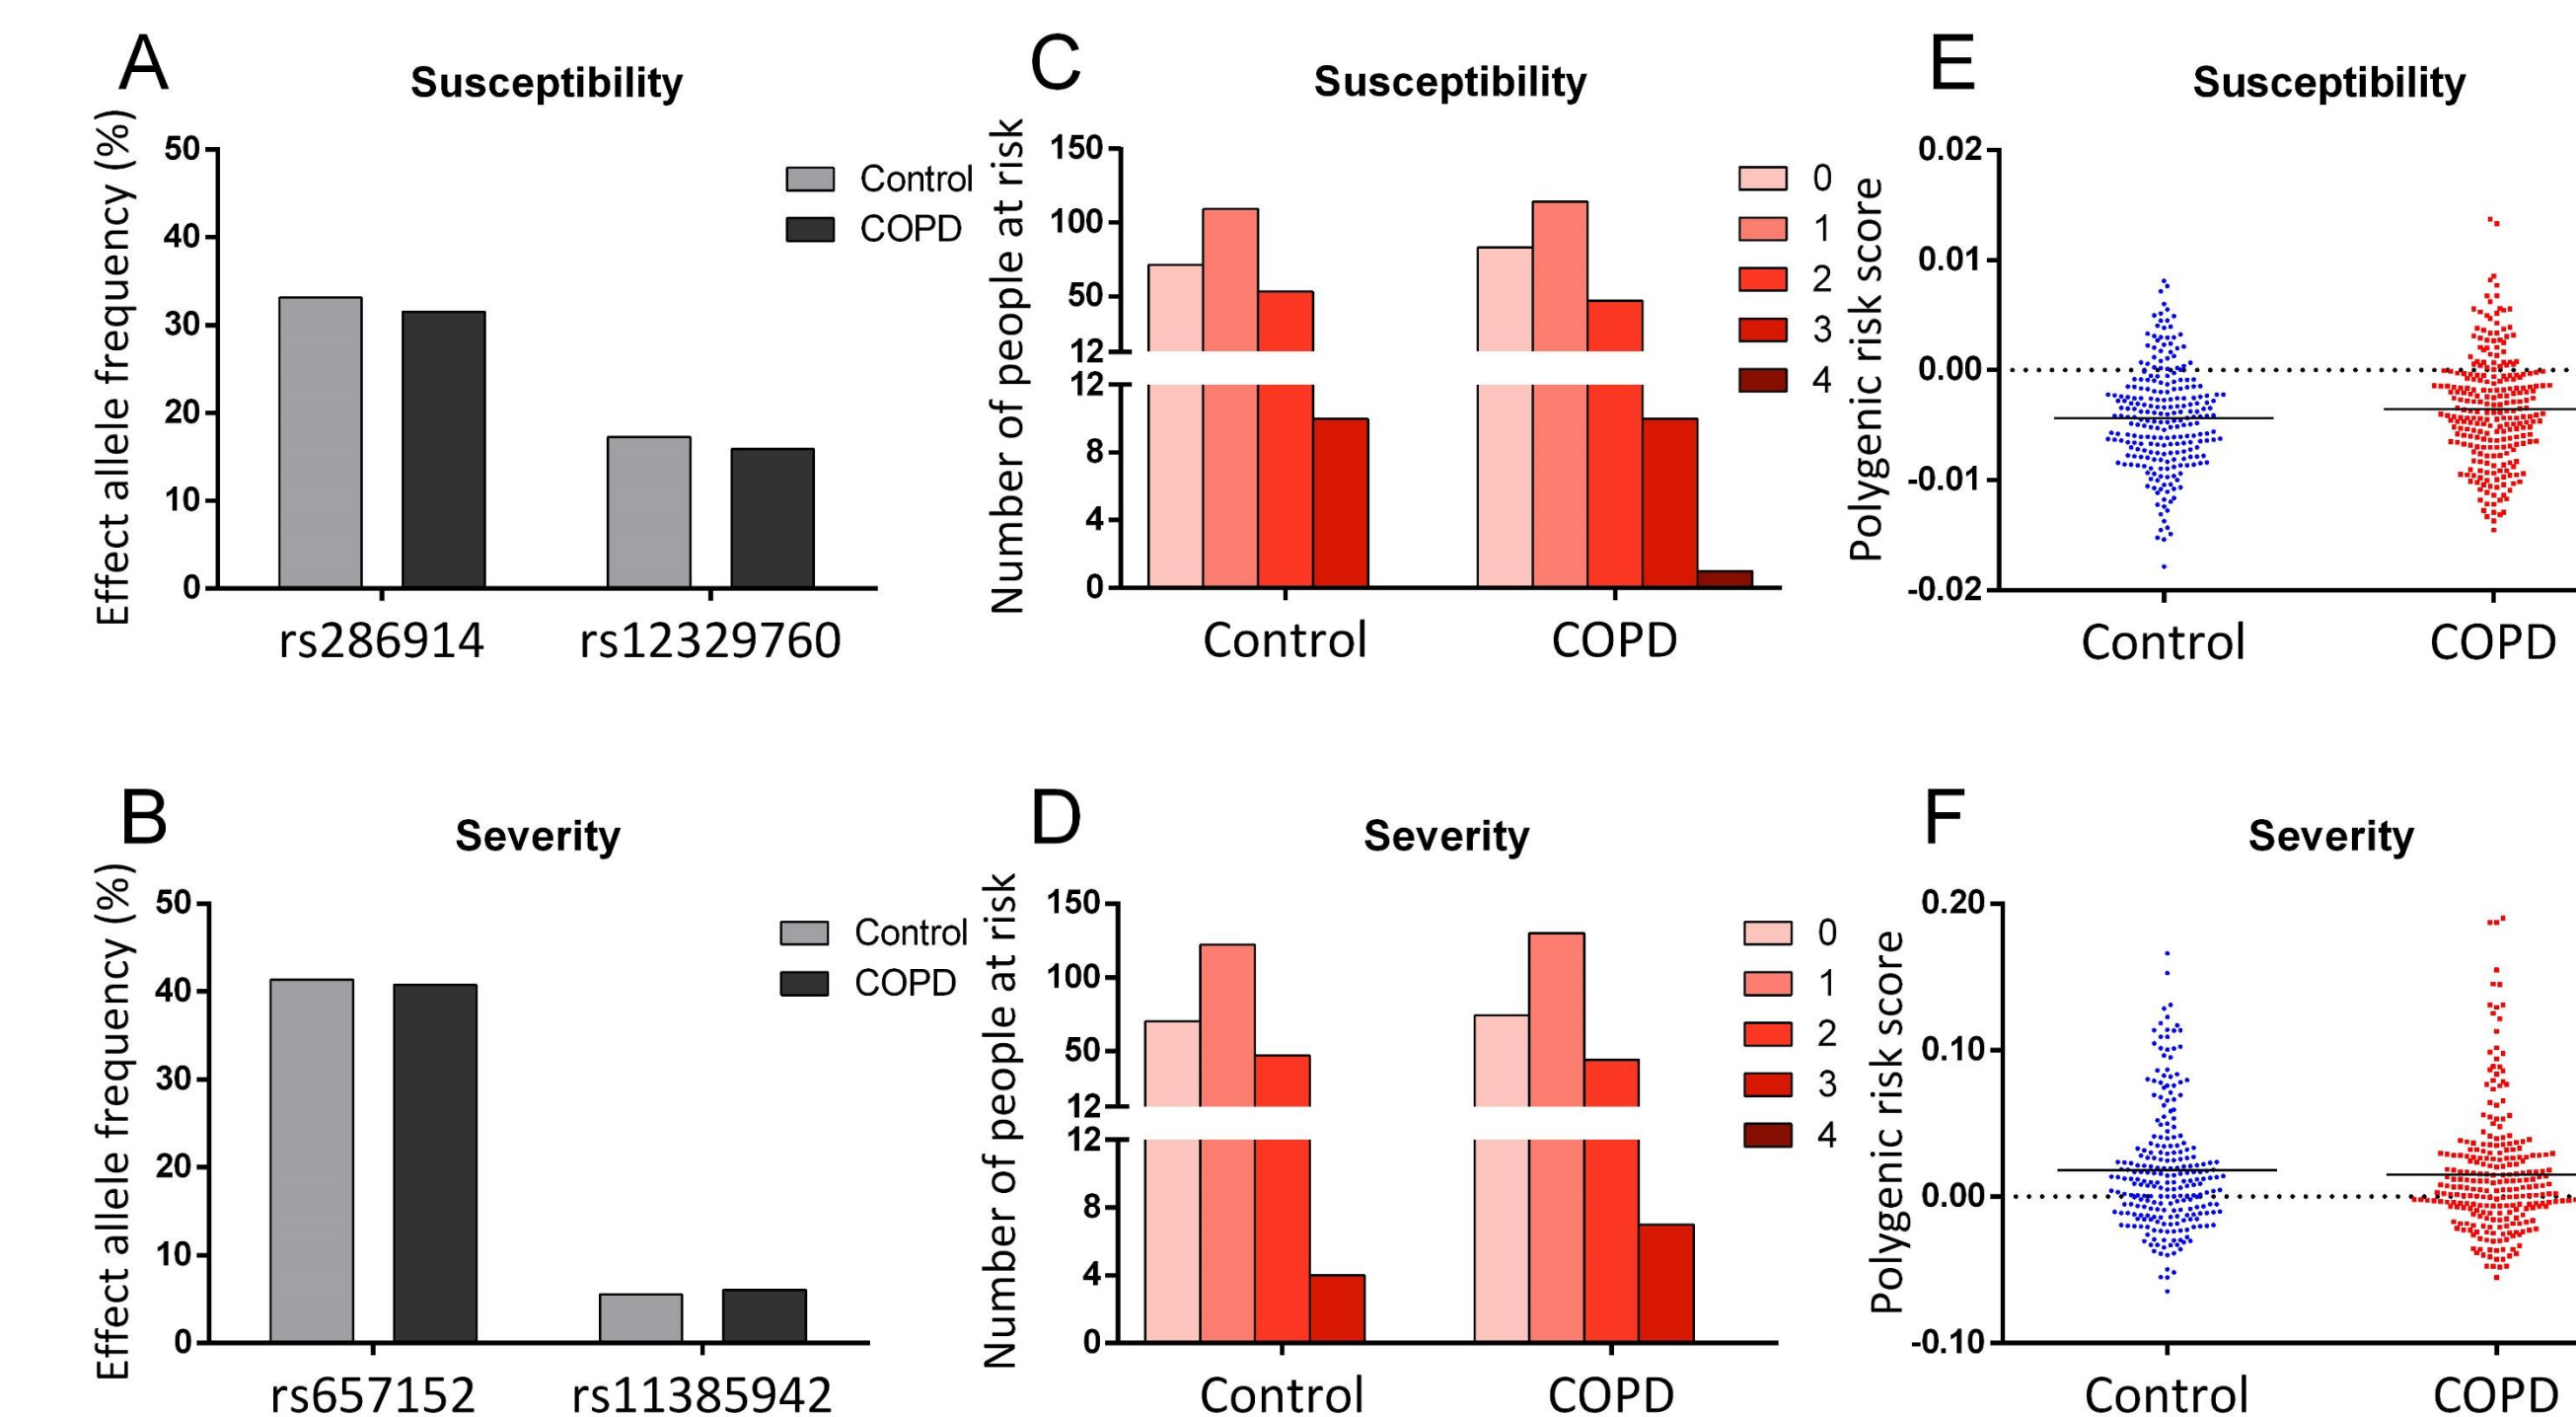 A
Susceptibility
Effect allele frequency (%)
50
40
30
20
10
0
Control
COPD
rs286914
rs12329760
C
Susceptibility
Number of people at risk
150
100
50
12
12
8
4
0
0
1
2
3
4
Control
COPD
E
Susceptibility
Polygenic risk score
0.02
0.01
0.00
-0.01
-0.02
Control
COPD
B
Severity
Effect allele frequency (%)
50
40
30
20
10
0
Control
COPD
rs657152
rs11385942
D
Severity
Number of people at risk
150
100
50
12
12
8
4
0
0
1
2
3
4
Control
COPD
F
Severity
Polygenic risk score
0.20
0.10
0.00
-0.10
Control
COPD